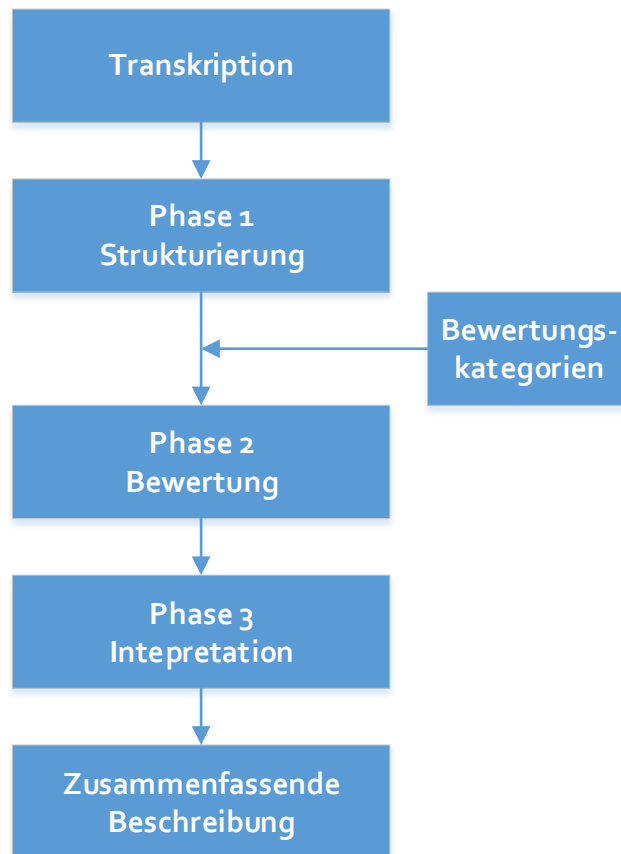 Transkription
Phase 1
Strukturierung
Bewertungs-
kategorien
Phase 2
Bewertung
Phase 3
Intepretation
Zusammenfassende
Beschreibung